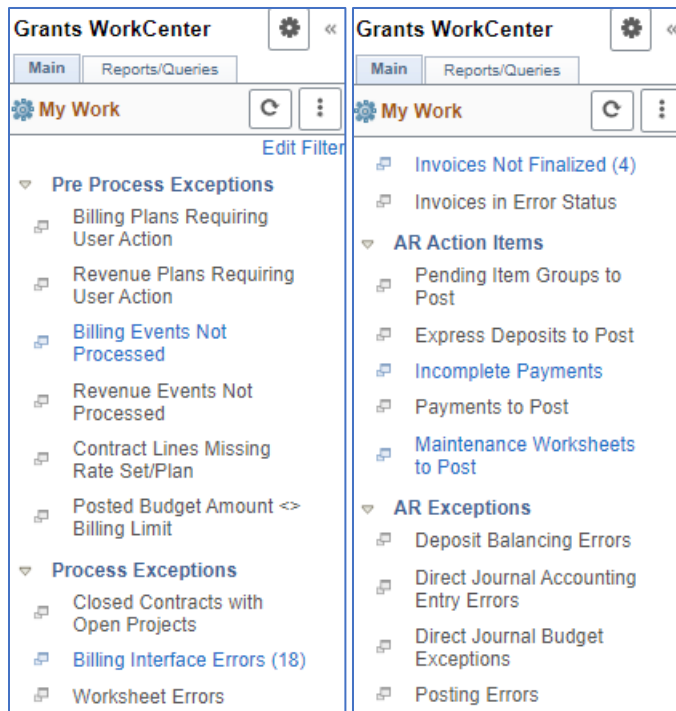 Grants WorkCenter
«
Main
Reports/Queries
My Work
Edit Filter
Pre Process Exceptions
Billing Plans Requiring
User Action
Revenue Plans Requiring
User Action
Billing Events Not
Processed
Revenue Events Not
Processed
Contract Lines Missing
Rate Set/Plan
Posted Budget Amount <>
Billing Limit
Process Exceptions
Closed Contracts with
Open Projects
Billing Interface Errors (18)
Worksheet Errors
Grants WorkCenter
«
Main
Reports/Queries
My Work
Invoices Not Finalized (4)
Invoices in Error Status
AR Action Items
Pending Item Groups to
Post
Express Deposits to Post
Incomplete Payments
Payments to Post
Maintenance Worksheets
to Post
AR Exceptions
Deposit Balancing Errors
Direct Journal Accounting
Entry Errors
Direct Journal Budget
Exceptions
Posting Errors